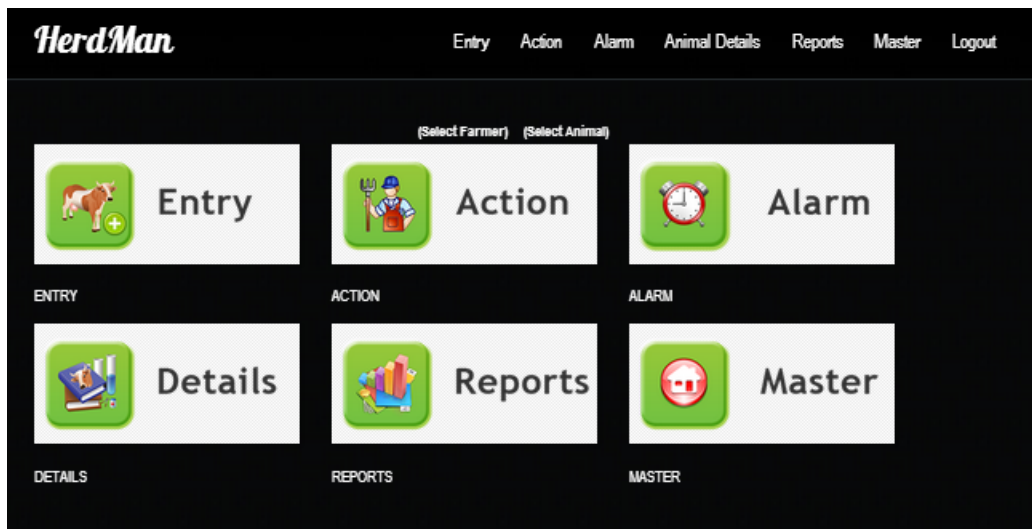 HerdMan Entry Action Alarm Animal Details Reports Master Logout
(Select Farmer) (Select Animal)
Entry Action Alarm
ENTRY ACTION ALARM
Details Reports Master
DETAILS REPORTS MASTER